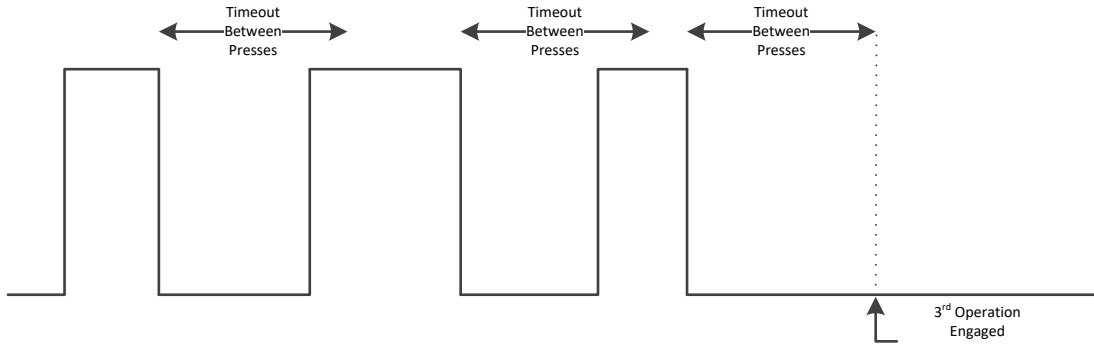 Timeout
Between
Presses
Timeout
Between
Presses
Timeout
Between
Presses
3rd Operation
Engaged